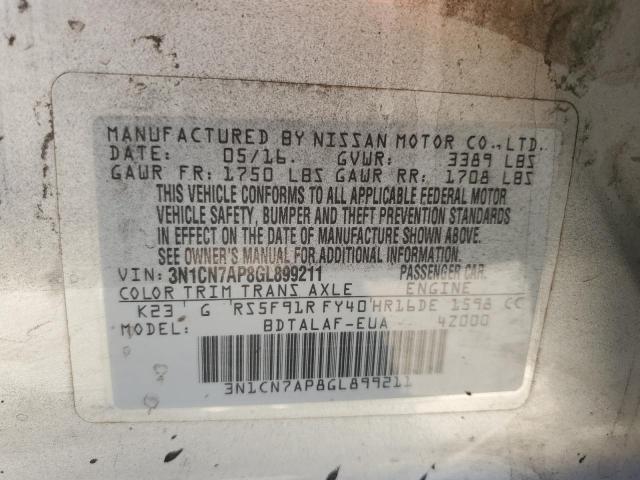 MANUFACTURED BY NISSAN MOTOR CO., LTD.
DATE: 05/16. GVWR: 3389 LBS
GAWR FR: 1750 LBS GAWR RR: 1708 LBS
THIS VEHICLE CONFORMS TO ALL APPLICABLE FEDERAL MOTOR
VEHICLE SAFETY, BUMPER AND THEFT PREVENTION STANDARDS
IN EFFECT ON THE DATE OF MANUFACTURE SHOWN ABOVE.
SEE OWNER'S MANUAL FOR ADDITIONAL INFORMATION.
VIN: 3N1CN7AP8GL899211 PASSENGER CAR.
COLOR TRIM TRANS AXLE ENGINE
K23 G RS5F91R FY40 HR16DE 1598 CC
MODEL: BDTALAF-EUA 4Z000
3N1CN7AP8GL899211